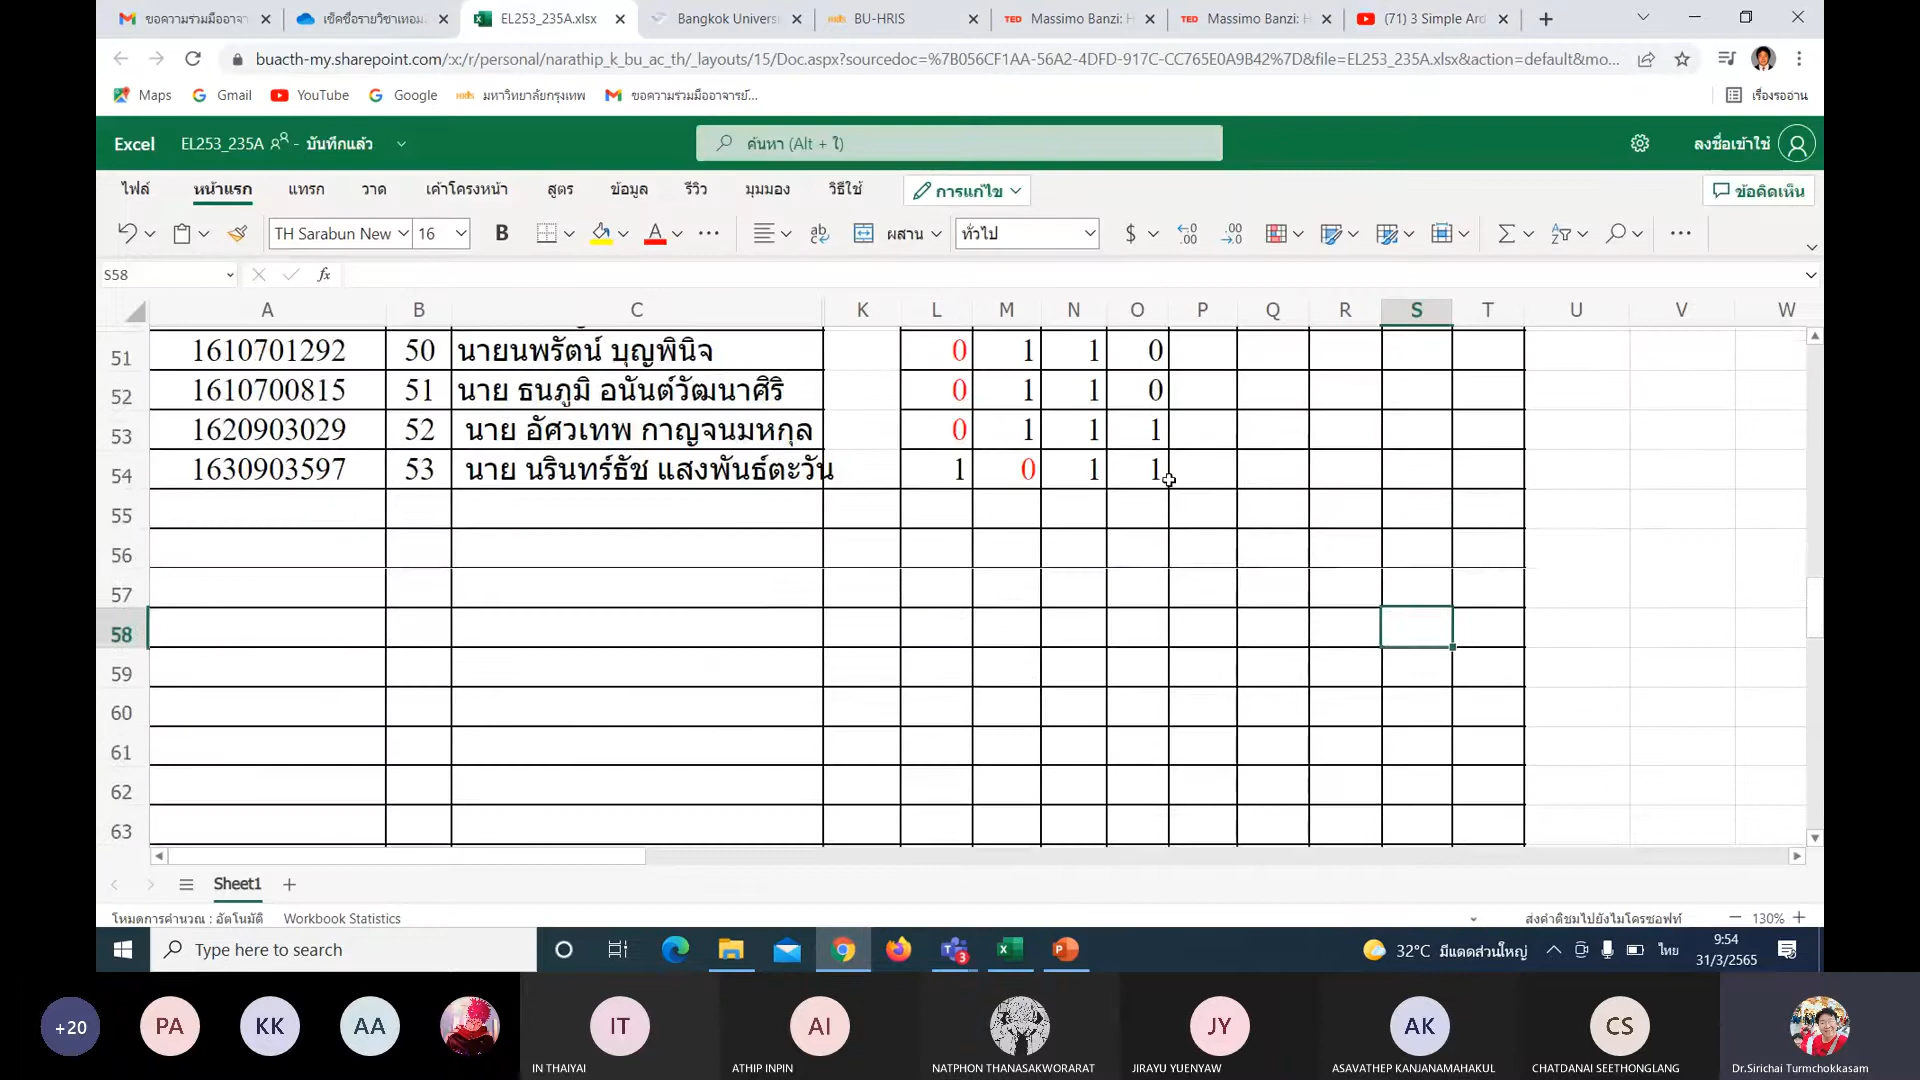 ขอความร่วมมืออาจา
เช็คชื่อรายวิชาเทอม
EL253_235A.xlsx
Bangkok Univers
BU-HRIS
TED Massimo Banzi: H
TED Massimo Banzi: H
(71) 3 Simple Ard
buacth-my.sharepoint.com/:x:/r/personal/narathip_k_bu_ac_th/_layouts/15/Doc.aspx?sourcedoc=%7B056CF1AA-56A2-4DFD-917C-CC765E0A9B42%7D&file=EL253_235A.xlsx&action=default&mo...
Maps
Gmail
YouTube
Google
มหาวิทยาลัยกรุงเทพ
ขอความร่วมมืออาจารย์...
เรื่องรออ่าน
Excel
EL253_235A - บันทึกแล้ว
ค้นหา (Alt + ใ)
ลงชื่อเข้าใช้
ไฟล์ หน้าแรก แทรก วาด เค้าโครงหน้า สูตร ข้อมูล รีวิว มุมมอง วิธีใช้
การแก้ไข
ข้อคิดเห็น
TH Sarabun New 16 B A ab ผสาน ทั่วไป $ .00 .00
S58 fx
A B C K L M N O P Q R S T U V W
51 1610701292 50 นายนพรัตน์ บุญพินิจ 0 1 1 0
52 1610700815 51 นาย ธนภูมิ อนันต์วัฒนาศิริ 0 1 1 0
53 1620903029 52 นาย อัศวเทพ กาญจนมหกุล 0 1 1 1
54 1630903597 53 นาย นรินทร์ธัช แสงพันธ์ตะวัน 1 0 1 1
55
56
57
58
59
60
61
62
63
Sheet1
โหมดการคำนวณ : อัตโนมัติ Workbook Statistics
ส่งคำติชมไปยังไมโครซอฟท์
130%
Type here to search
3
32°C มีแดดส่วนใหญ่
ไทย
9:54
31/3/2565
+20
PA
KK
AA
IT
AI
JY
AK
CS
IN THAIYAI
ATHIP INPIN
NATPHON THANASAKWORARAT
JIRAYU YUENYAW
ASAVATHEP KANJANAMAHAKUL
CHATDANAI SEETHONGLANG
Dr.Sirichai Turmchokkasam